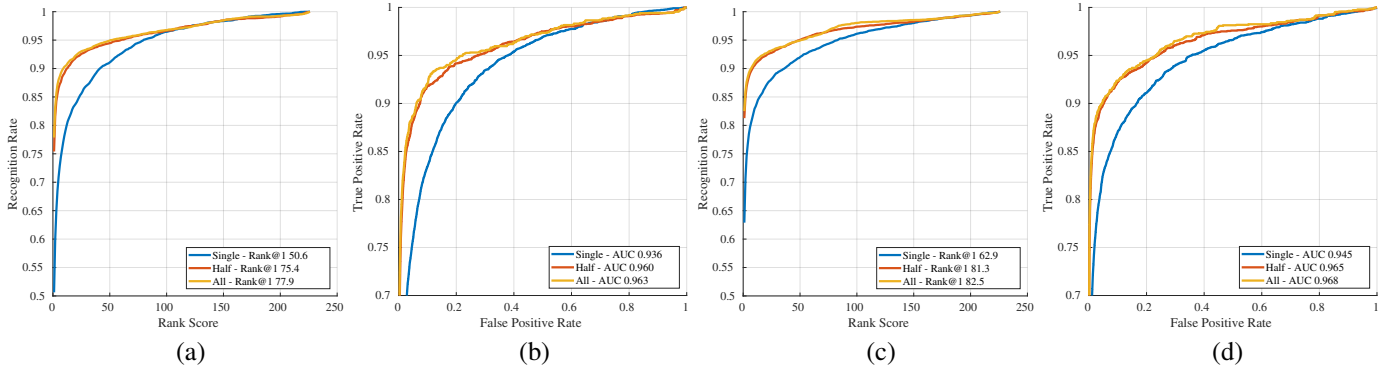 1
0.95
0.9
0.85
0.8
0.75
0.7
0.65
0.6
0.55
0.5
Recognition Rate
0 50 100 150 200 250
Rank Score
Single - Rank@1 50.6
Half - Rank@1 75.4
All - Rank@1 77.9
(a)
1
0.95
0.9
0.85
0.8
0.75
0.7
True Positive Rate
0 0.2 0.4 0.6 0.8 1
False Positive Rate
Single - AUC 0.936
Half - AUC 0.960
All - AUC 0.963
(b)
1
0.95
0.9
0.85
0.8
0.75
0.7
0.65
0.6
0.55
0.5
Recognition Rate
0 50 100 150 200 250
Rank Score
Single - Rank@1 62.9
Half - Rank@1 81.3
All - Rank@1 82.5
(c)
1
0.95
0.9
0.85
0.8
0.75
0.7
True Positive Rate
0 0.2 0.4 0.6 0.8 1
False Positive Rate
Single - AUC 0.945
Half - AUC 0.965
All - AUC 0.968
(d)